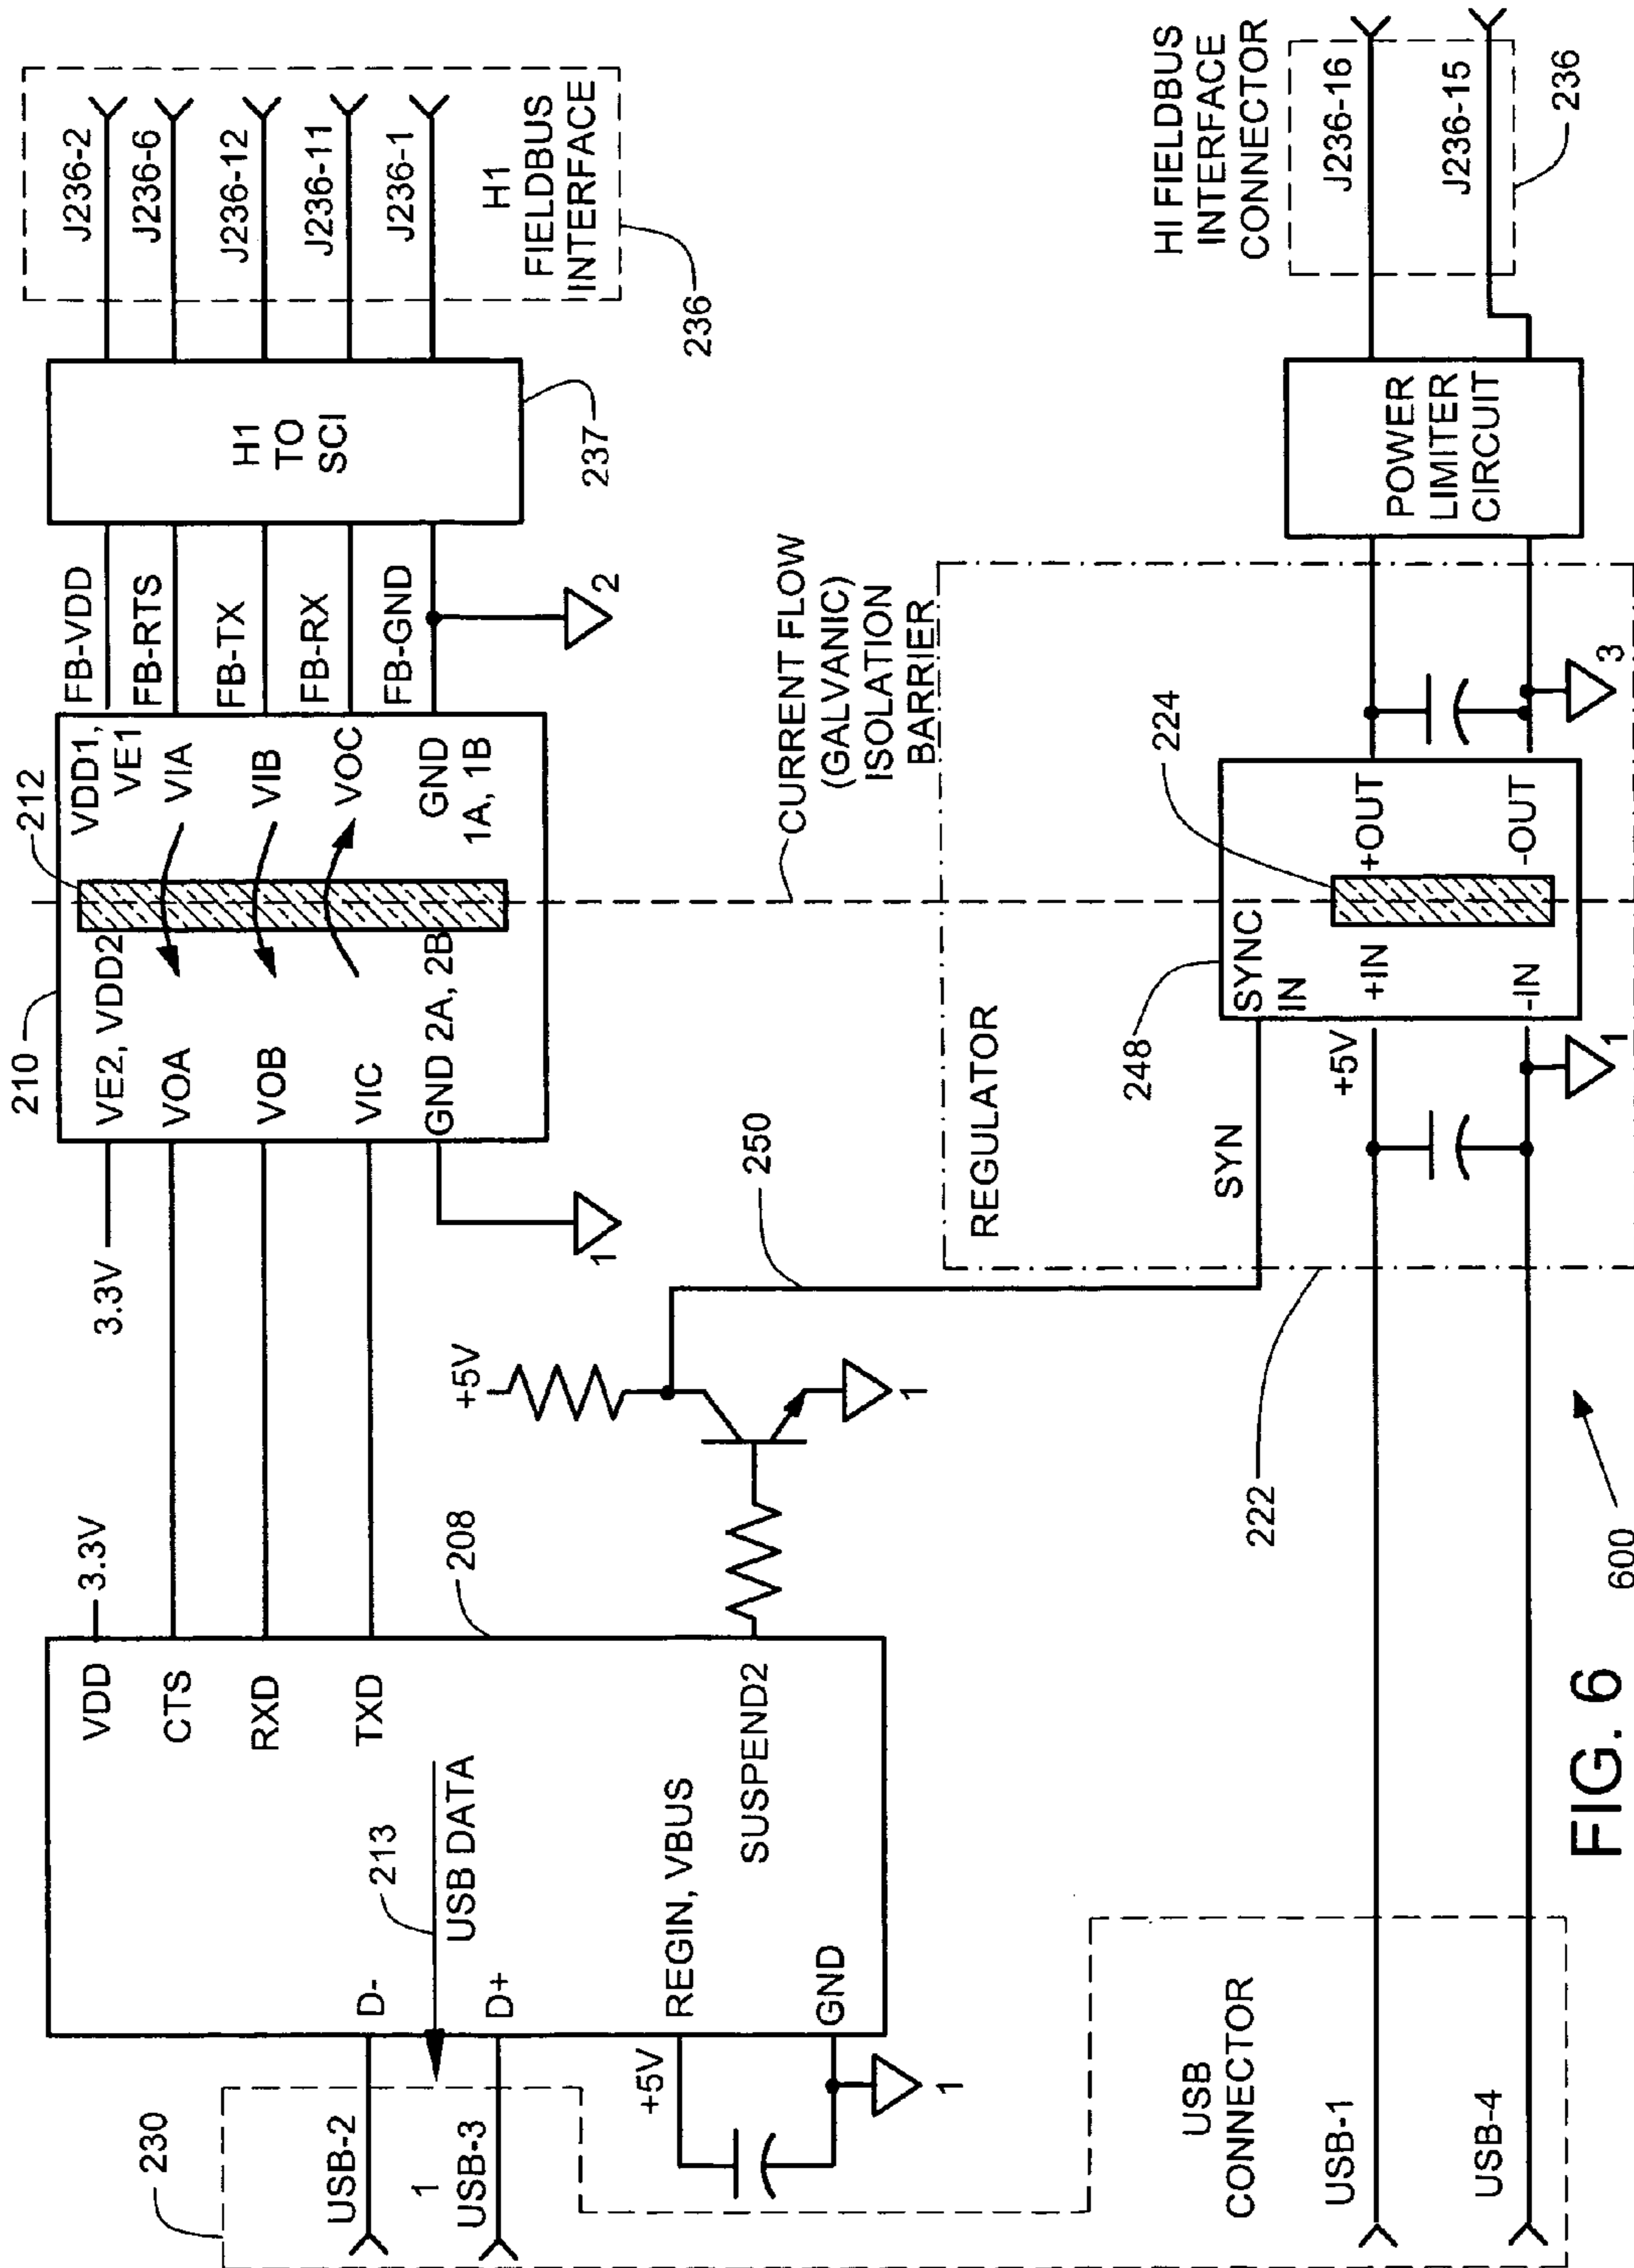 230
USB-2
1
USB-3
D-
D+
213
USB DATA
+5V
REGIN, VBUS
GND
1
SUSPEND2
VDD
CTS
RXD
TXD
3.3V
208
+5V
1
250
3.3V
1
210
212
VE2, VDD2
VOA
VOB
VIC
GND 2A, 2B
VDD1,
VE1
VIA
VIB
VOC
GND
1A, 1B
FB-VDD
FB-RTS
FB-TX
FB-RX
FB-GND
2
H1
TO
SCI
237
J236-2
J236-6
J236-12
J236-11
J236-1
H1
FIELDBUS
INTERFACE
236
CURRENT FLOW
(GALVANIC)
ISOLATION
BARRIER
USB
CONNECTOR
USB-1
USB-4
222
REGULATOR
SYN
248
SYNC
IN
+5V
+IN
-IN
1
224
+OUT
-OUT
3
POWER
LIMITER
CIRCUIT
HI FIELDBUS
INTERFACE
CONNECTOR
J236-16
J236-15
236
600
FIG. 6